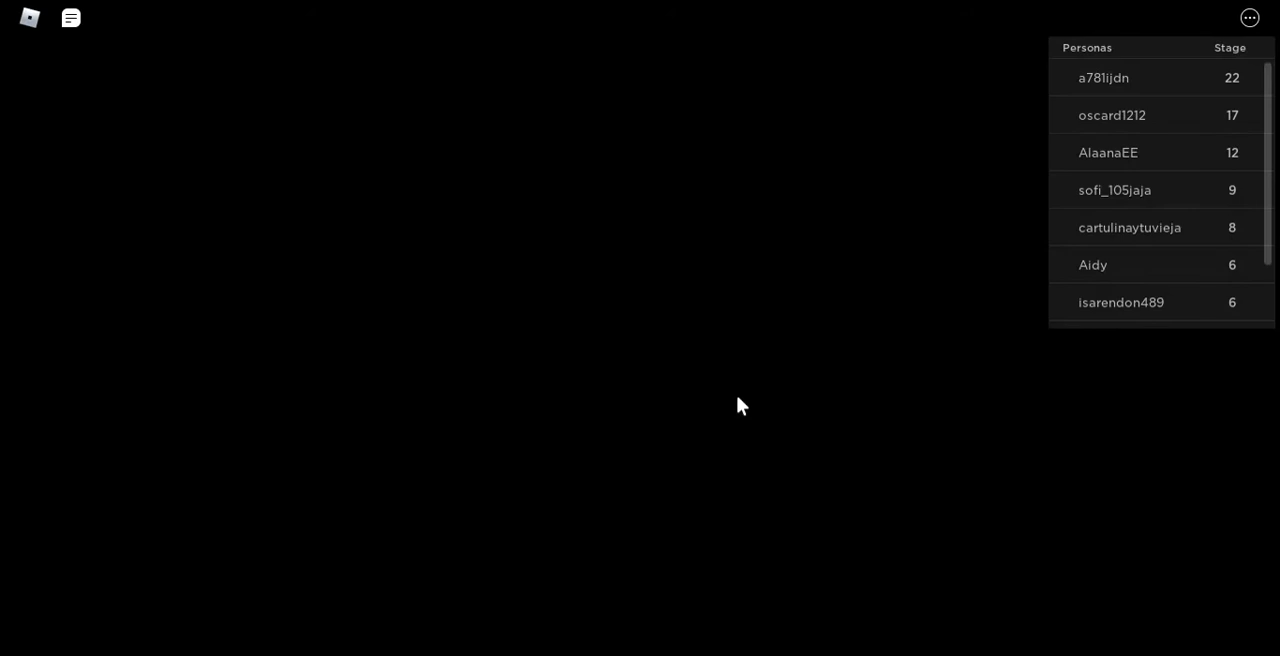 Personas Stage
a781ijdn 22
oscard1212 17
AlaanaEE 12
sofi_105jaja 9
cartulinaytuvieja 8
Aidy 6
isarendon489 6